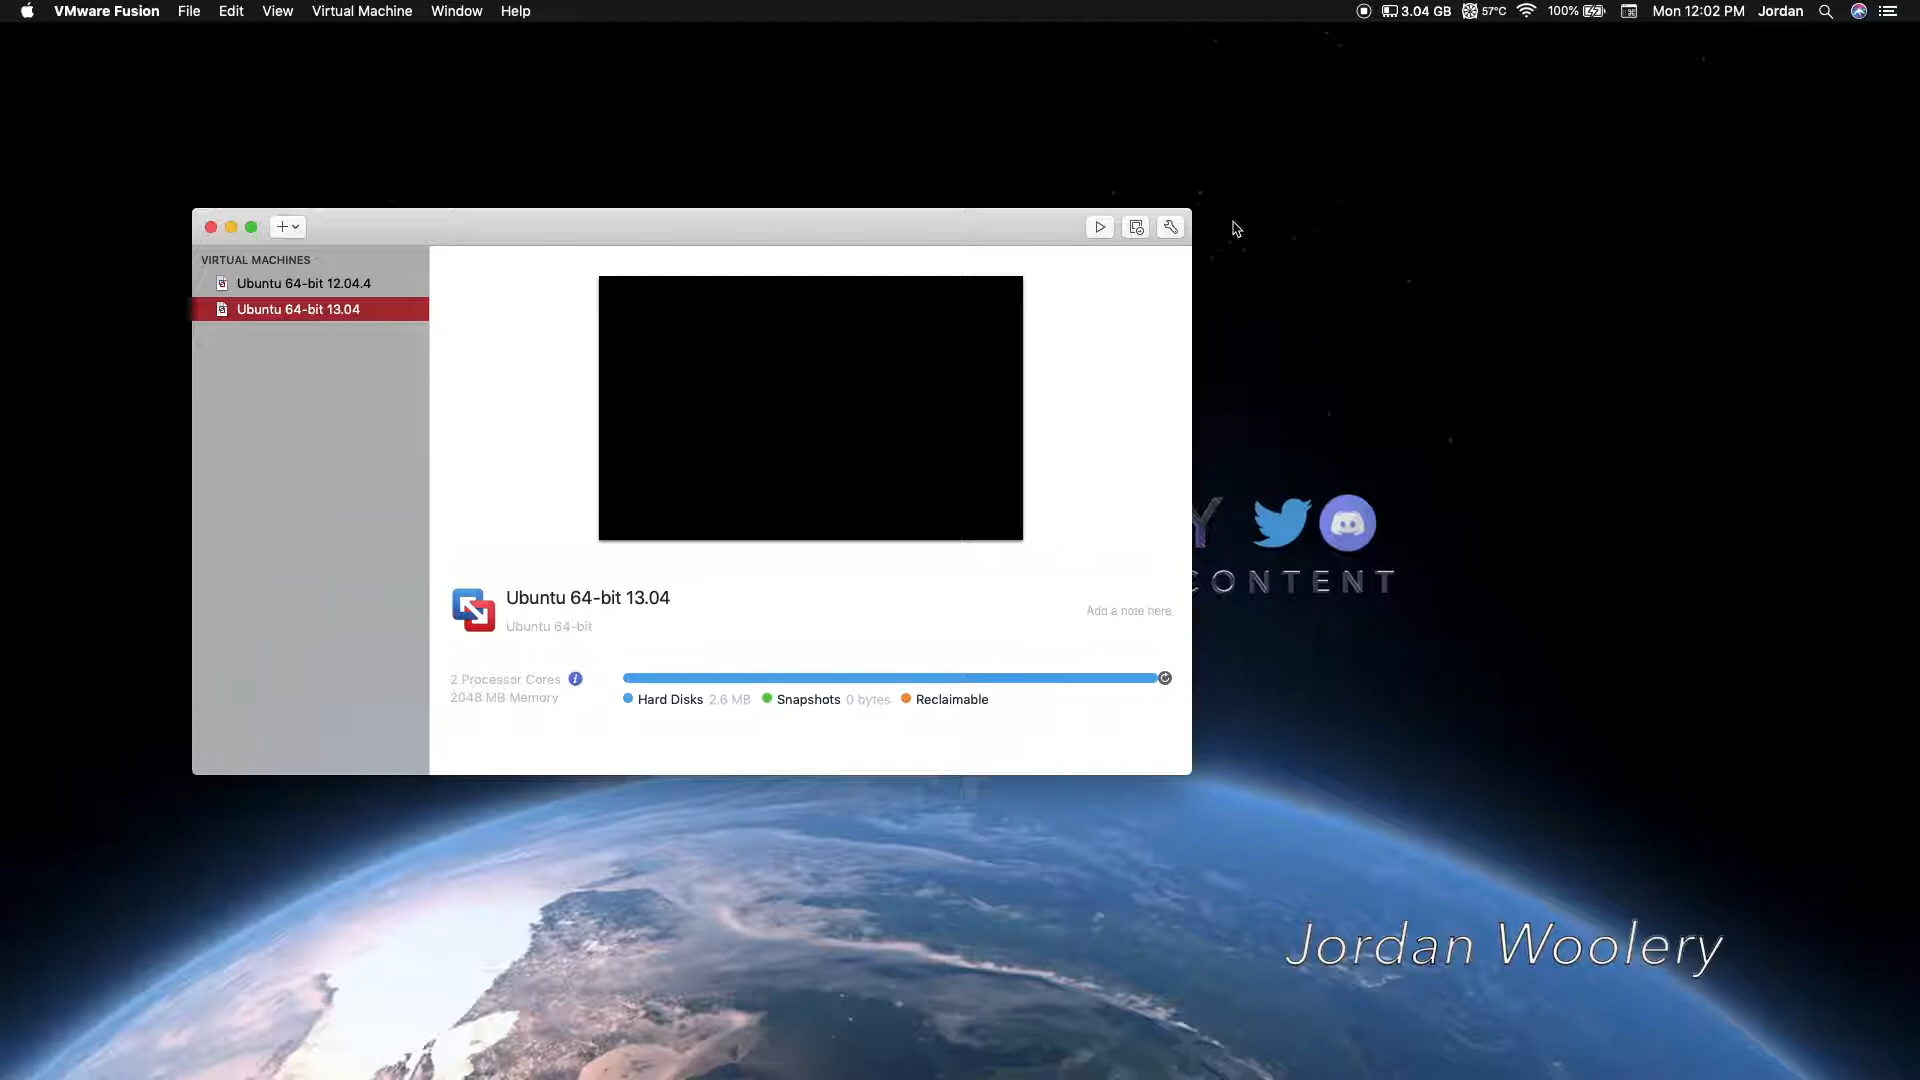 VMware Fusion File Edit View Virtual Machine Window Help 3.04 GB 57°C 100% Mon 12:02 PM Jordan
VIRTUAL MACHINES
Ubuntu 64-bit 12.04.4
Ubuntu 64-bit 13.04
Y
CONTENT
Ubuntu 64-bit 13.04
Ubuntu 64-bit
Add a note here
2 Processor Cores
2048 MB Memory
Hard Disks 2.6 MB Snapshots 0 bytes Reclaimable
Jordan Woolery